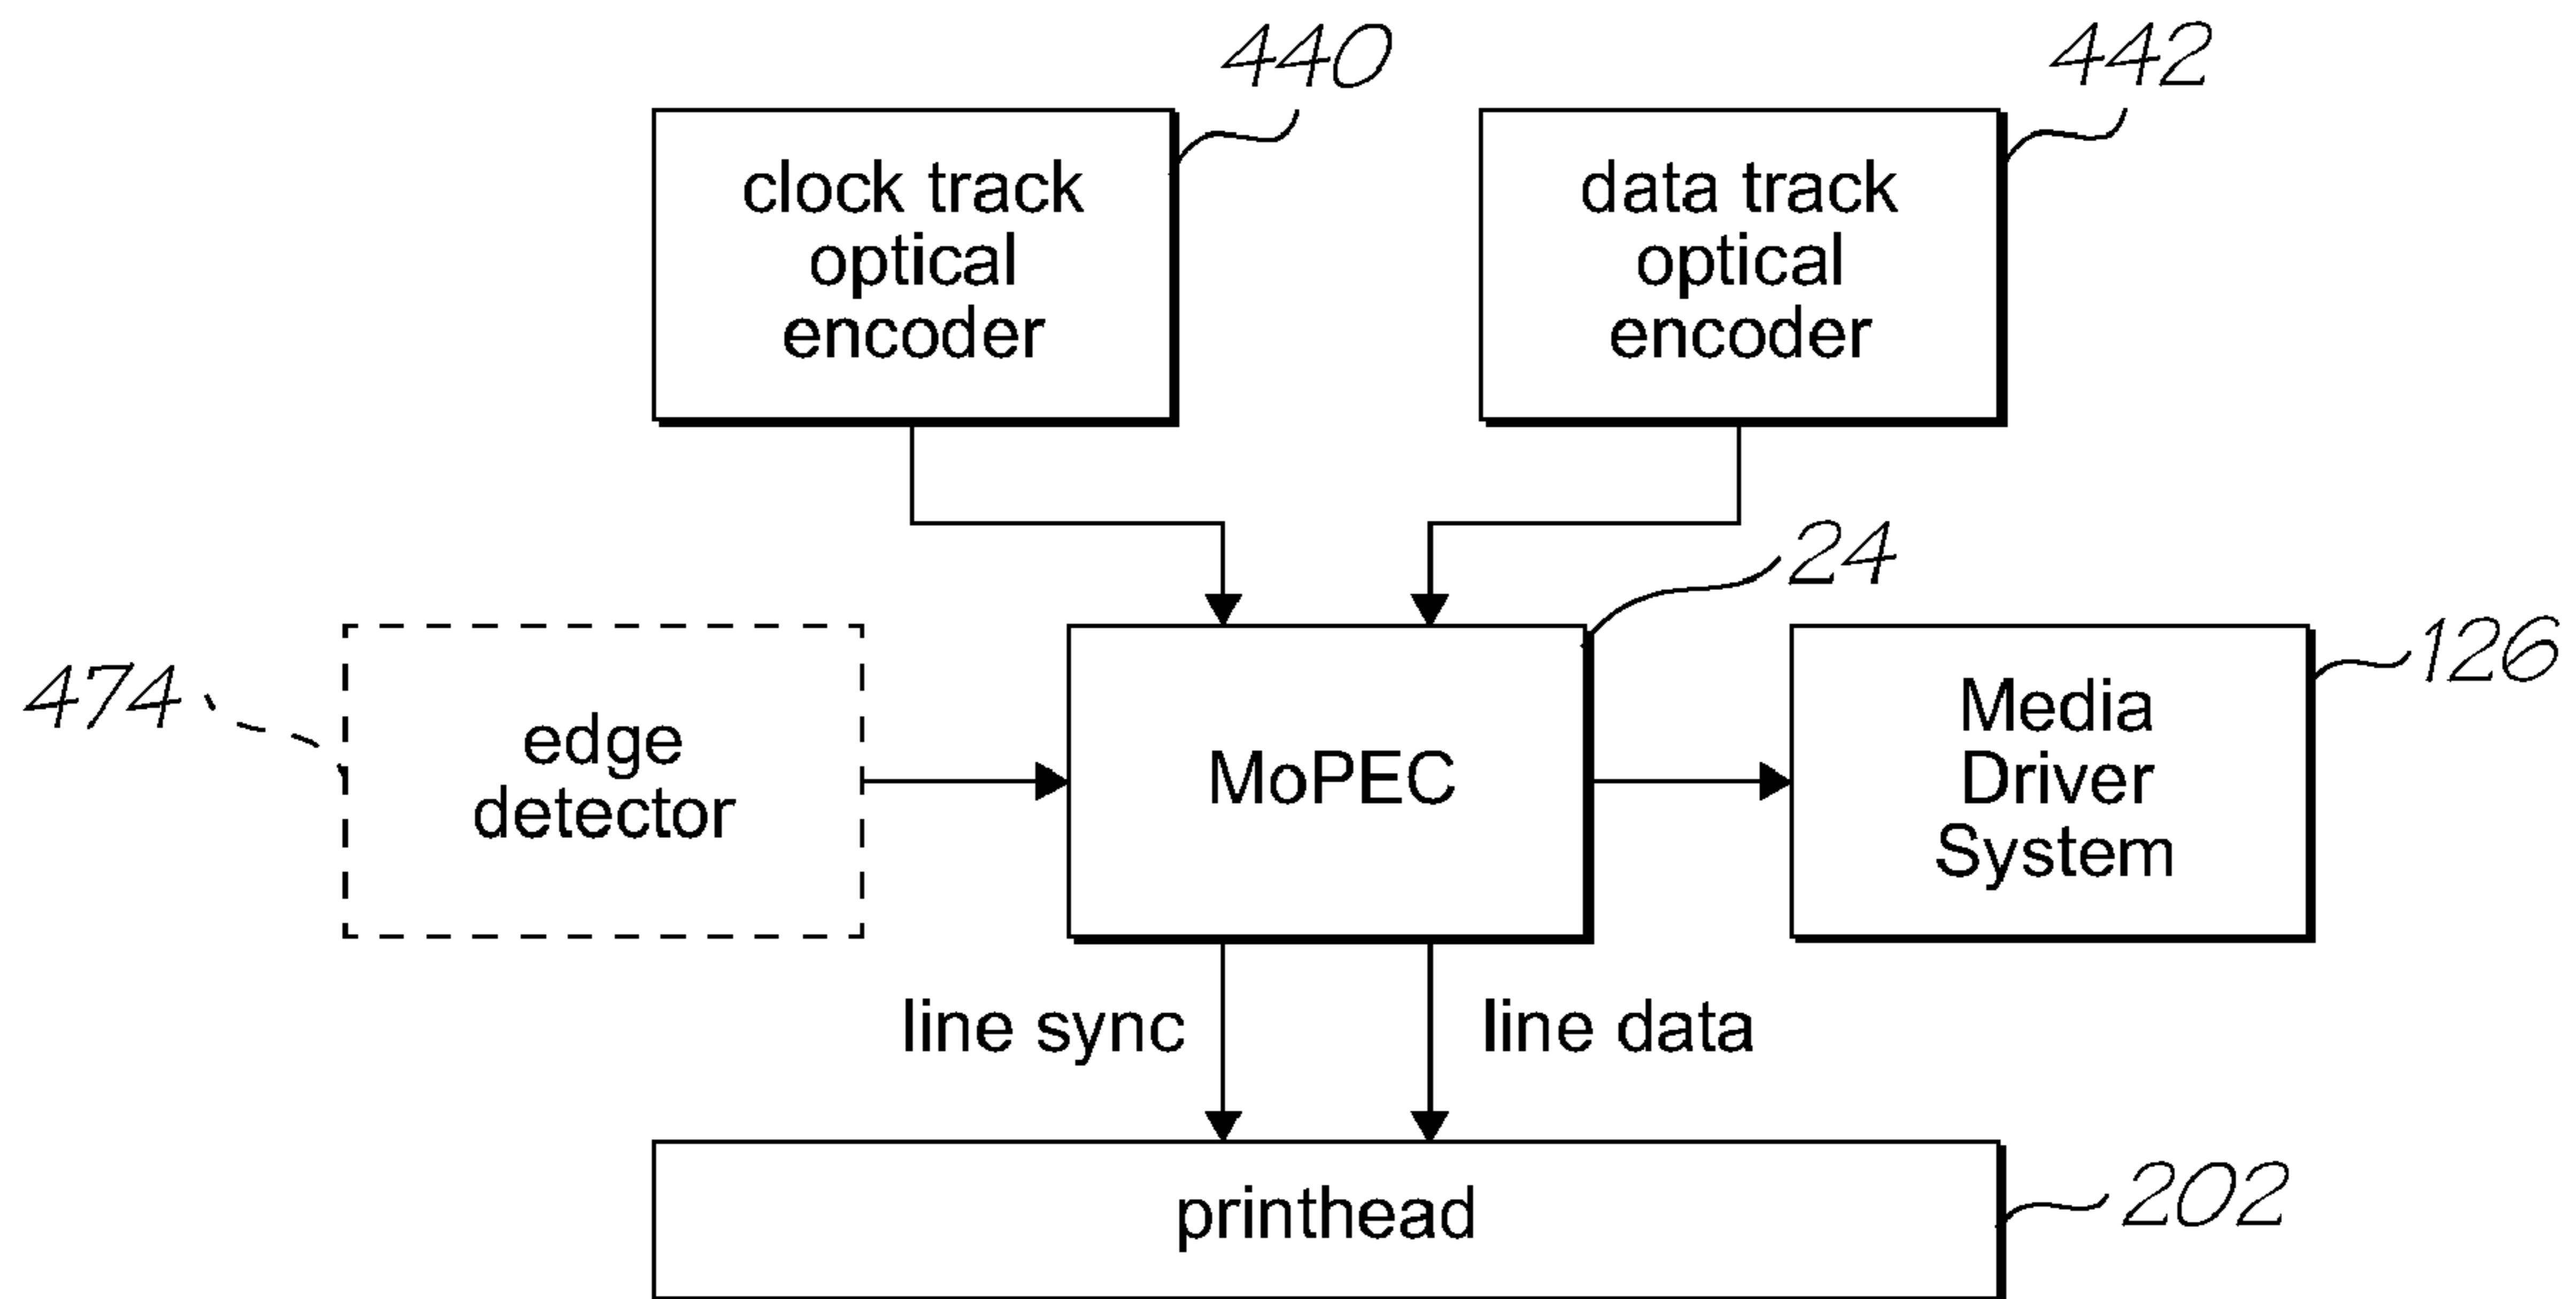 440
442
clock track
optical
encoder
data track
optical
encoder
24
126
474
edge
detector
MoPEC
Media
Driver
System
line sync
line data
printhead
202